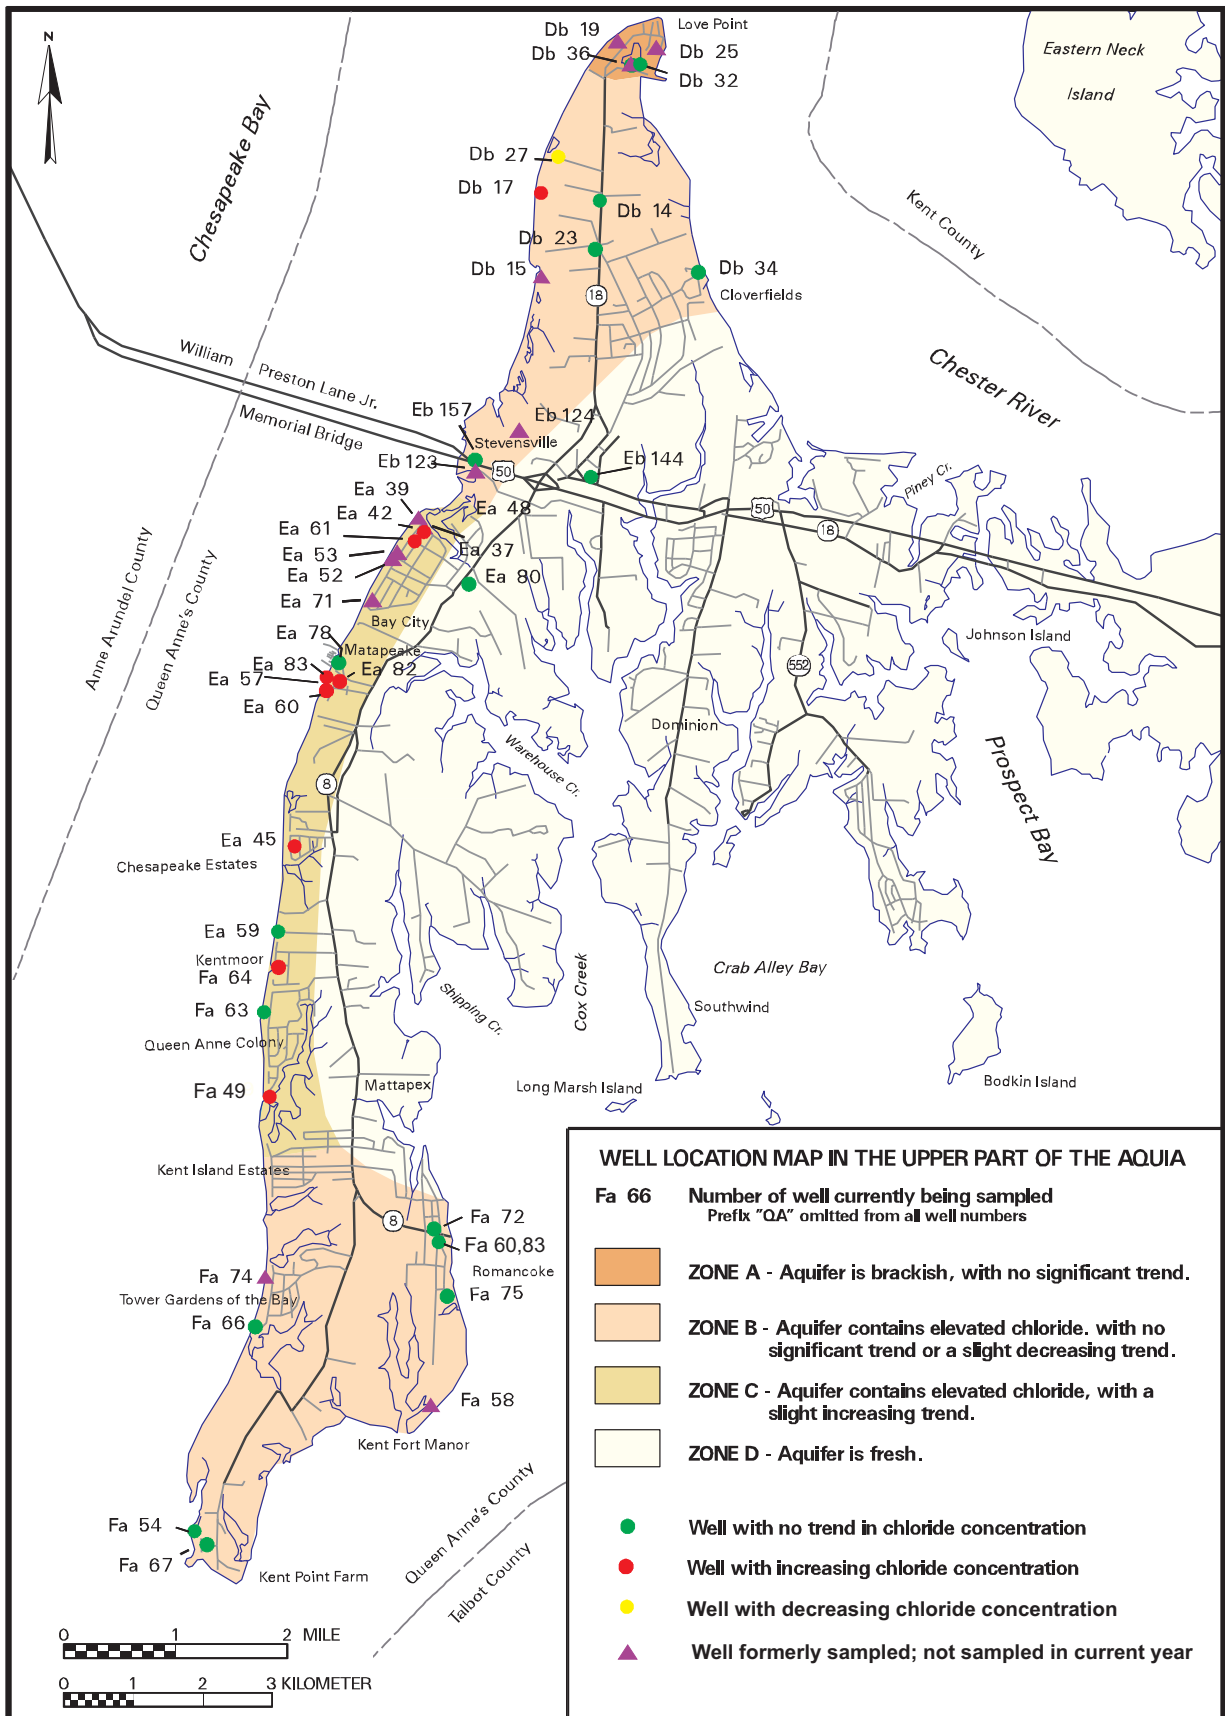 Love Point
Db 19
Db 36
Db 25
Db 32
Eastern Neck
Island
N
Chesapeake Bay
Db 27
Db 17
Db 14
Db 23
Db 15
Db 34
Cloverfields
18
Kent County
Chester River
William Preston Lane Jr.
Memorial Bridge
Eb 157
Eb 124
Stevensville
Eb 123
50
Eb 144
Piney Cr.
50
18
Ea 39
Ea 48
Ea 42
Ea 61
Ea 37
Ea 53
Ea 52
Ea 80
Ea 71
Bay City
Anne Arundel County
Queen Anne's County
Ea 78
Matapeake
Ea 83
Ea 82
Ea 57
Ea 60
Johnson Island
552
Dominion
Warehouse Cr.
Prospect Bay
8
Ea 45
Chesapeake Estates
Ea 59
Kentmoor
Fa 64
Fa 63
Queen Anne Colony
Shipping Cr.
Cox Creek
Crab Alley Bay
Southwind
Fa 49
Mattapex
Long Marsh Island
Bodkin Island
Kent Island Estates
8
Fa 72
Fa 60,83
Romancoke
Fa 74
Tower Gardens of the Bay
Fa 75
Fa 66
Fa 58
Kent Fort Manor
Fa 54
Fa 67
Kent Point Farm
Queen Anne's County
Talbot County
0 1 2 MILE
0 1 2 3 KILOMETER
WELL LOCATION MAP IN THE UPPER PART OF THE AQUIA
Fa 66 Number of well currently being sampled
Prefix "QA" omitted from all well numbers
ZONE A - Aquifer is brackish, with no significant trend.
ZONE B - Aquifer contains elevated chloride. with no
significant trend or a slight decreasing trend.
ZONE C - Aquifer contains elevated chloride, with a
slight increasing trend.
ZONE D - Aquifer is fresh.
Well with no trend in chloride concentration
Well with increasing chloride concentration
Well with decreasing chloride concentration
Well formerly sampled; not sampled in current year